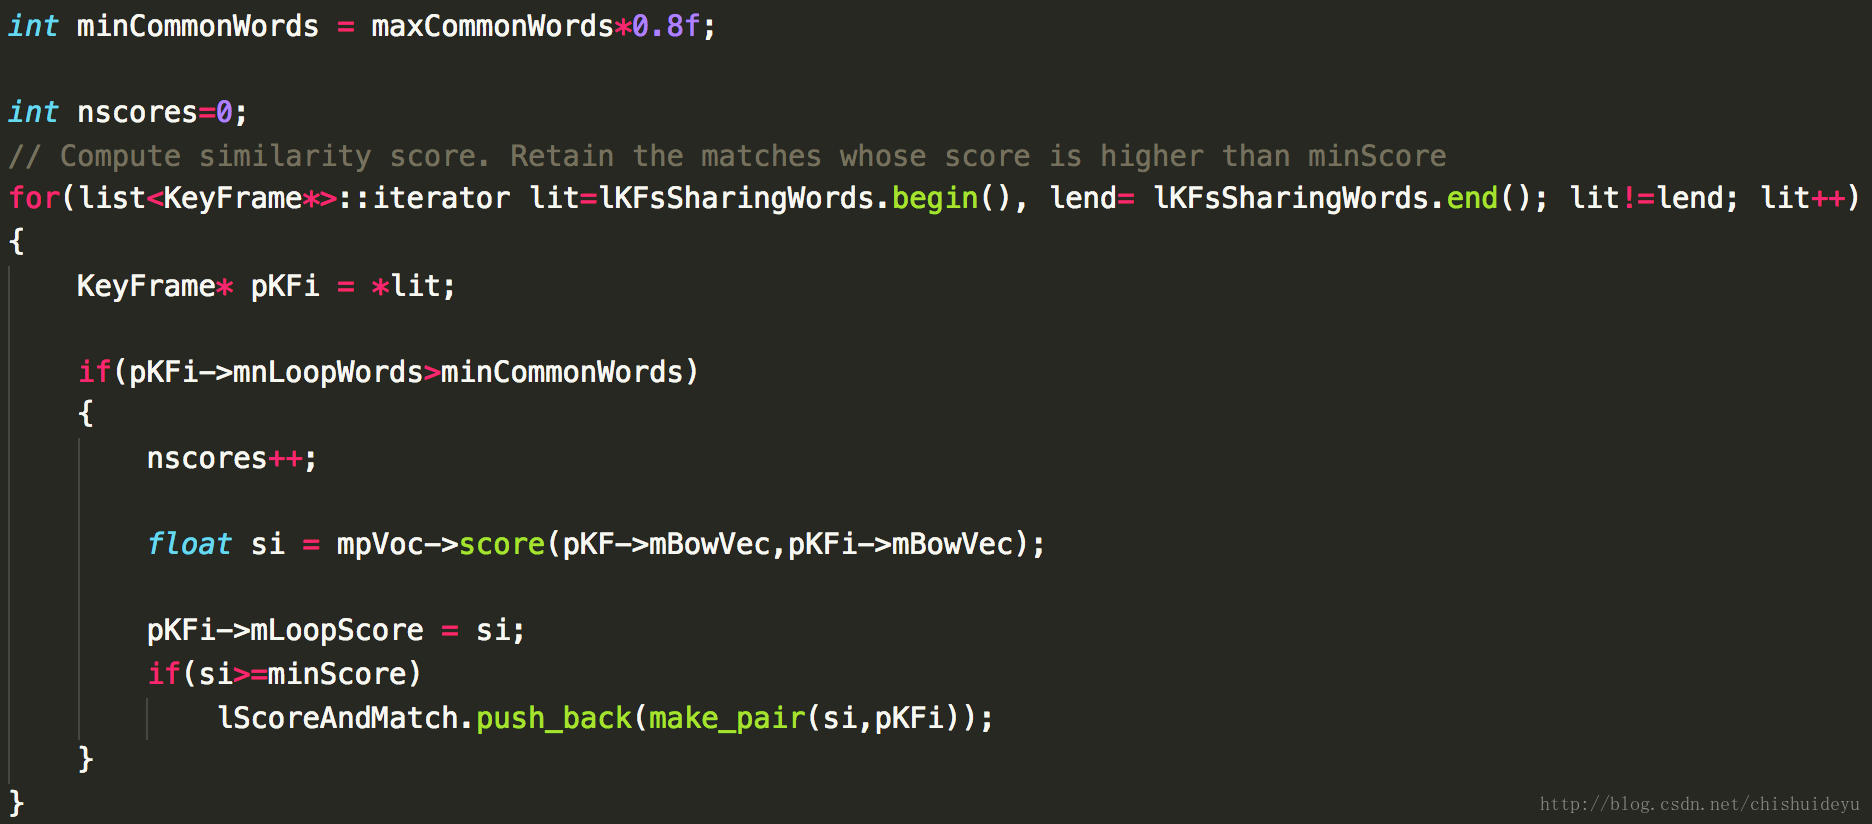 int minCommonWords = maxCommonWords*0.8f;
int nscores=0;
// Compute similarity score. Retain the matches whose score is higher than minScore
for(list<KeyFrame*>::iterator lit=lKFsSharingWords.begin(), lend= lKFsSharingWords.end(); lit!=lend; lit++)
{
    KeyFrame* pKFi = *lit;
    if(pKFi->mnLoopWords>minCommonWords)
    {
        nscores++;
        float si = mpVoc->score(pKF->mBowVec,pKFi->mBowVec);
        pKFi->mLoopScore = si;
        if(si>=minScore)
            lScoreAndMatch.push_back(make_pair(si,pKFi));
    }
}
http://blog.csdn.net/chishuideyu